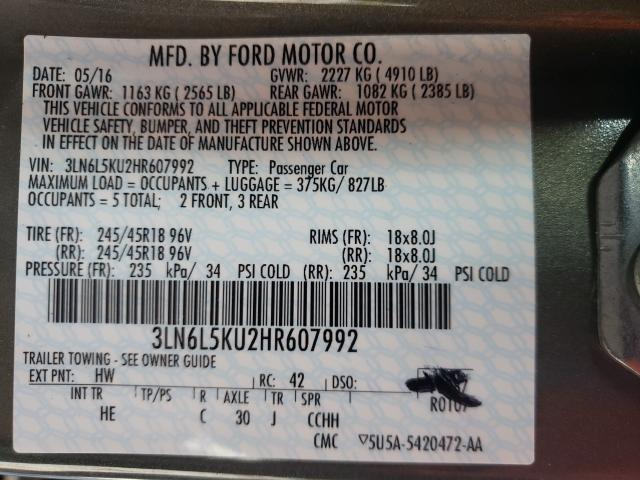 MFD. BY FORD MOTOR CO.
DATE: 05/16 GVWR: 2227 KG ( 4910 LB)
FRONT GAWR: 1163 KG ( 2565 LB) REAR GAWR: 1082 KG ( 2385 LB)
THIS VEHICLE CONFORMS TO ALL APPLICABLE FEDERAL MOTOR
VEHICLE SAFETY, BUMPER, AND THEFT PREVENTION STANDARDS
IN EFFECT ON THE DATE OF MANUFACTURE SHOWN ABOVE.
VIN: 3LN6L5KU2HR607992 TYPE: Passenger Car
MAXIMUM LOAD = OCCUPANTS + LUGGAGE = 375KG/ 827LB
OCCUPANTS = 5 TOTAL; 2 FRONT, 3 REAR
TIRE (FR): 245/45R18 96V RIMS (FR): 18x8.0J
(RR): 245/45R18 96V (RR): 18x8.0J
PRESSURE (FR): 235 kPa/ 34 PSI COLD (RR): 235 kPa/ 34 PSI COLD
3LN6L5KU2HR607992
TRAILER TOWING - SEE OWNER GUIDE
EXT PNT: HW RC: 42 DSO:
INT TR TP/PS R AXLE TR SPR
HE C 30 J CCHH
CMC ▽5U5A-5420472-AA